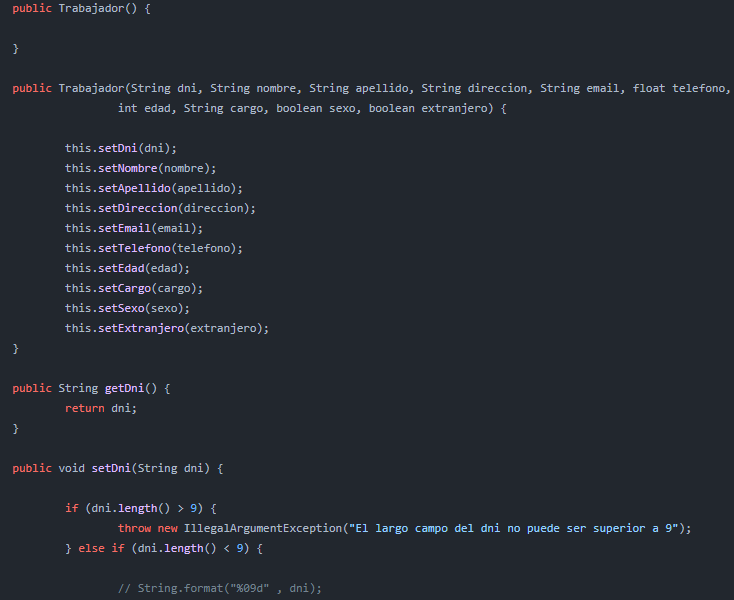 public Trabajador() {
}
public Trabajador(String dni, String nombre, String apellido, String direccion, String email, float telefono,
int edad, String cargo, boolean sexo, boolean extranjero) {
this.setDni(dni);
this.setNombre(nombre);
this.setApellido(apellido);
this.setDireccion(direccion);
this.setEmail(email);
this.setTelefono(telefono);
this.setEdad(edad);
this.setCargo(cargo);
this.setSexo(sexo);
this.setExtranjero(extranjero);
}
public String getDni() {
return dni;
}
public void setDni(String dni) {
if (dni.length() > 9) {
throw new IllegalArgumentException("El largo campo del dni no puede ser superior a 9");
} else if (dni.length() < 9) {
// String.format("%09d" , dni);